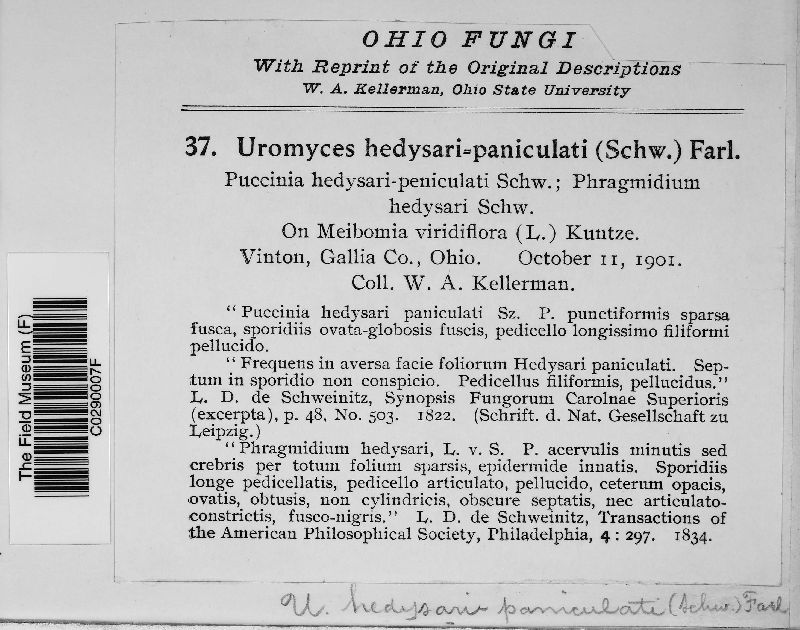 OHIO FUNGI
With Reprint of the Original Descriptions
W. A. Kellerman, Ohio State University
37. Uromyces hedysari-paniculati (Schw.) Farl.
Puccinia hedysari-peniculati Schw.; Phragmidium
hedysari Schw.
On Meibomia viridiflora (L.) Kuntze.
Vinton, Gallia Co., Ohio. October 11, 1901.
Coll. W. A. Kellerman.
"Puccinia hedysari paniculati Sz. P. punctiformis sparsa
fusca, sporidiis ovata-globosis fuscis, pedicello longissimo filiformi
pellucido.
"Frequens in aversa facie foliorum Hedysari paniculati. Sep-
tum in sporidio non conspicio. Pedicellus filiformis, pellucidus."
L. D. de Schweinitz, Synopsis Fungorum Carolnae Superioris
(excerpta), p. 48, No. 503. 1822. (Schrift. d. Nat. Gesellschaft zu
Leipzig.)
"Phragmidium hedysari, L. v. S. P. acervulis minutis sed
crebris per totum folium sparsis, epidermide innatis. Sporidiis
longe pedicellatis, pedicello articulato, pellucido, ceterum opacis,
ovatis, obtusis, non cylindricis, obscure septatis, nec articulato-
constrictis, fusco-nigris." L. D. de Schweinitz, Transactions of
the American Philosophical Society, Philadelphia, 4: 297. 1834.
The Field Museum (F)
C0290007F
U. hedysari-paniculati (Schw.) Farl